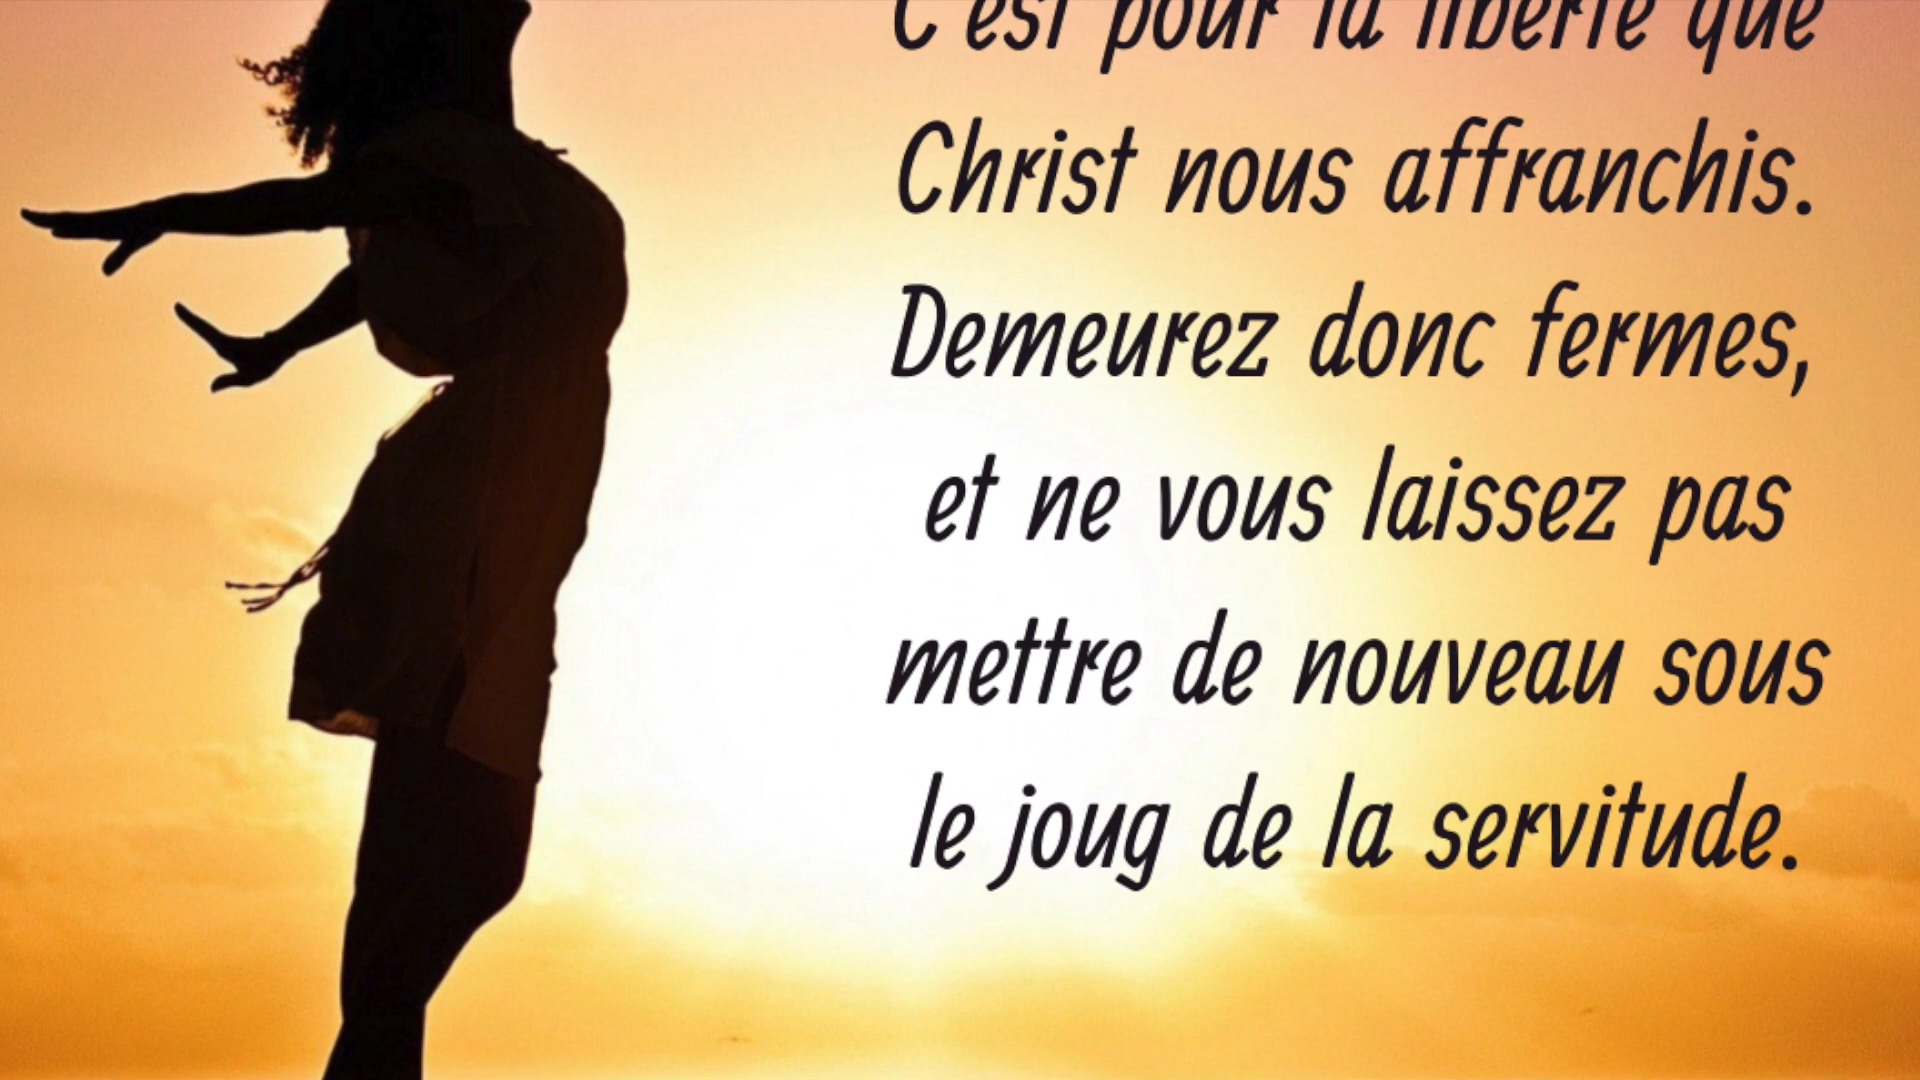 C'est pour la liberté que
Christ nous affranchis.
Demeurez donc fermes,
et ne vous laissez pas
mettre de nouveau sous
le joug de la servitude.